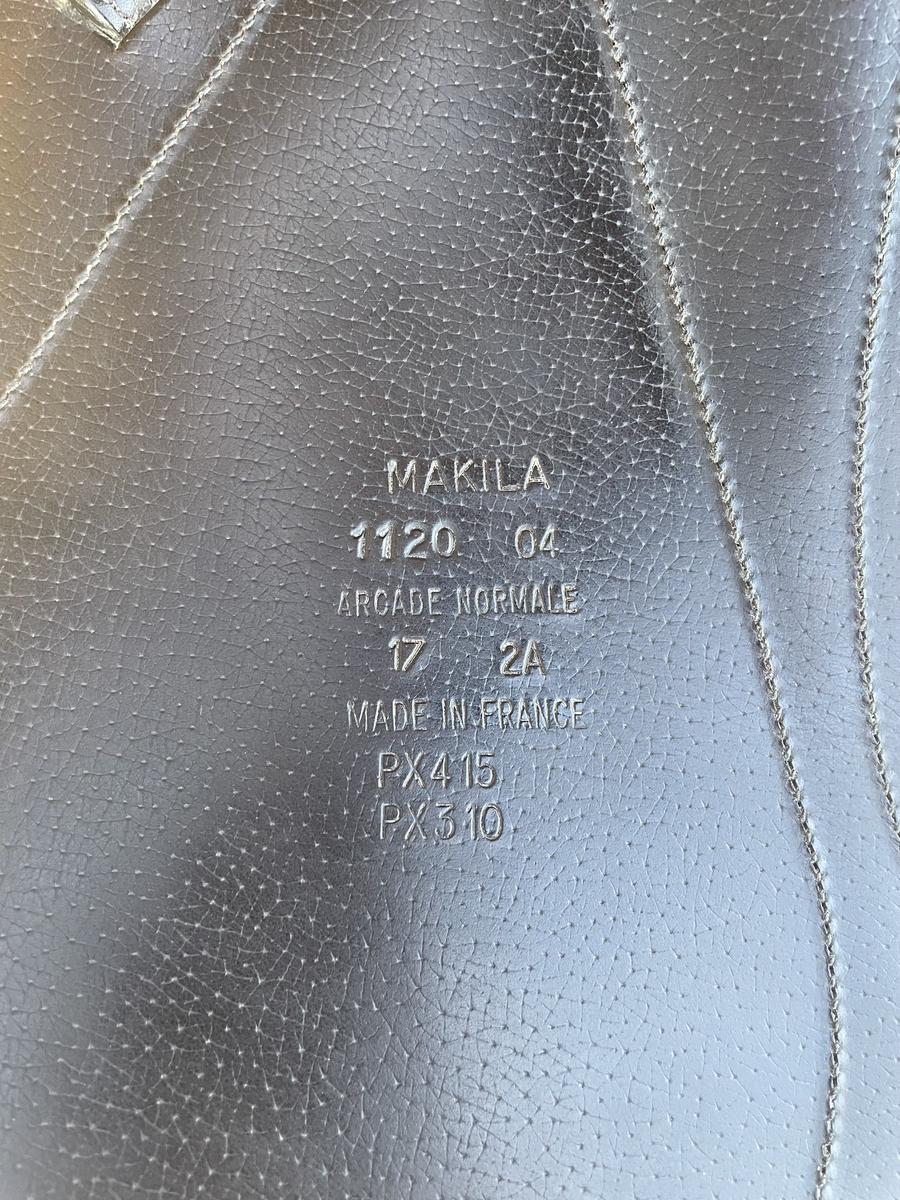 MAKILA
1120 04
ARCADE NORMALE
17 2A
MADE IN FRANCE
PX415
PX310